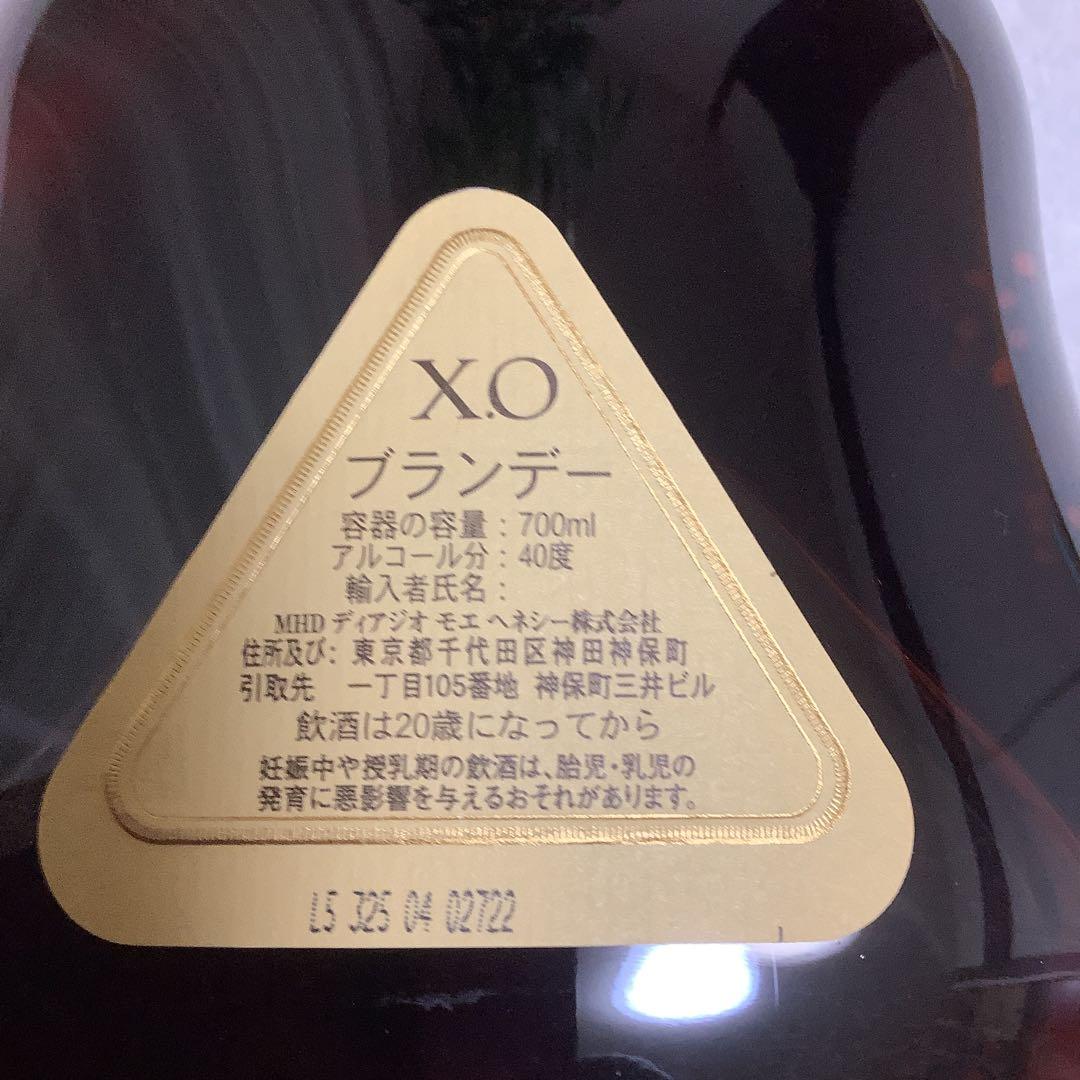 X.O
ブランデー
容器の容量：700ml
アルコール分：40度
輸入者氏名：
MHD ディアジオ モエ ヘネシー株式会社
住所及び：東京都千代田区神田神保町
引取先 一丁目105番地 神保町三井ビル
飲酒は20歳になってから
妊娠中や授乳期の飲酒は、胎児・乳児の
発育に悪影響を与えるおそれがあります。
L5 325 04 02722